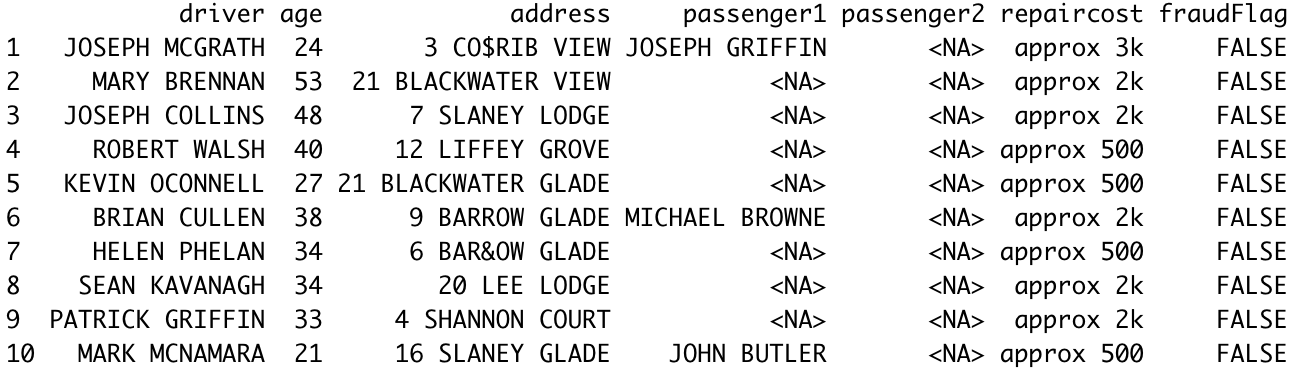 driver age address passenger1 passenger2 repaircost fraudFlag
1 JOSEPH MCGRATH 24 3 CO$RIB VIEW JOSEPH GRIFFIN <NA> approx 3k FALSE
2 MARY BRENNAN 53 21 BLACKWATER VIEW <NA> <NA> approx 2k FALSE
3 JOSEPH COLLINS 48 7 SLANEY LODGE <NA> <NA> approx 2k FALSE
4 ROBERT WALSH 40 12 LIFFEY GROVE <NA> <NA> approx 500 FALSE
5 KEVIN OCONNELL 27 21 BLACKWATER GLADE <NA> <NA> approx 500 FALSE
6 BRIAN CULLEN 38 9 BARROW GLADE MICHAEL BROWNE <NA> approx 2k FALSE
7 HELEN PHELAN 34 6 BAR&OW GLADE <NA> <NA> approx 500 FALSE
8 SEAN KAVANAGH 34 20 LEE LODGE <NA> <NA> approx 2k FALSE
9 PATRICK GRIFFIN 33 4 SHANNON COURT <NA> <NA> approx 2k FALSE
10 MARK MCNAMARA 21 16 SLANEY GLADE JOHN BUTLER <NA> approx 500 FALSE